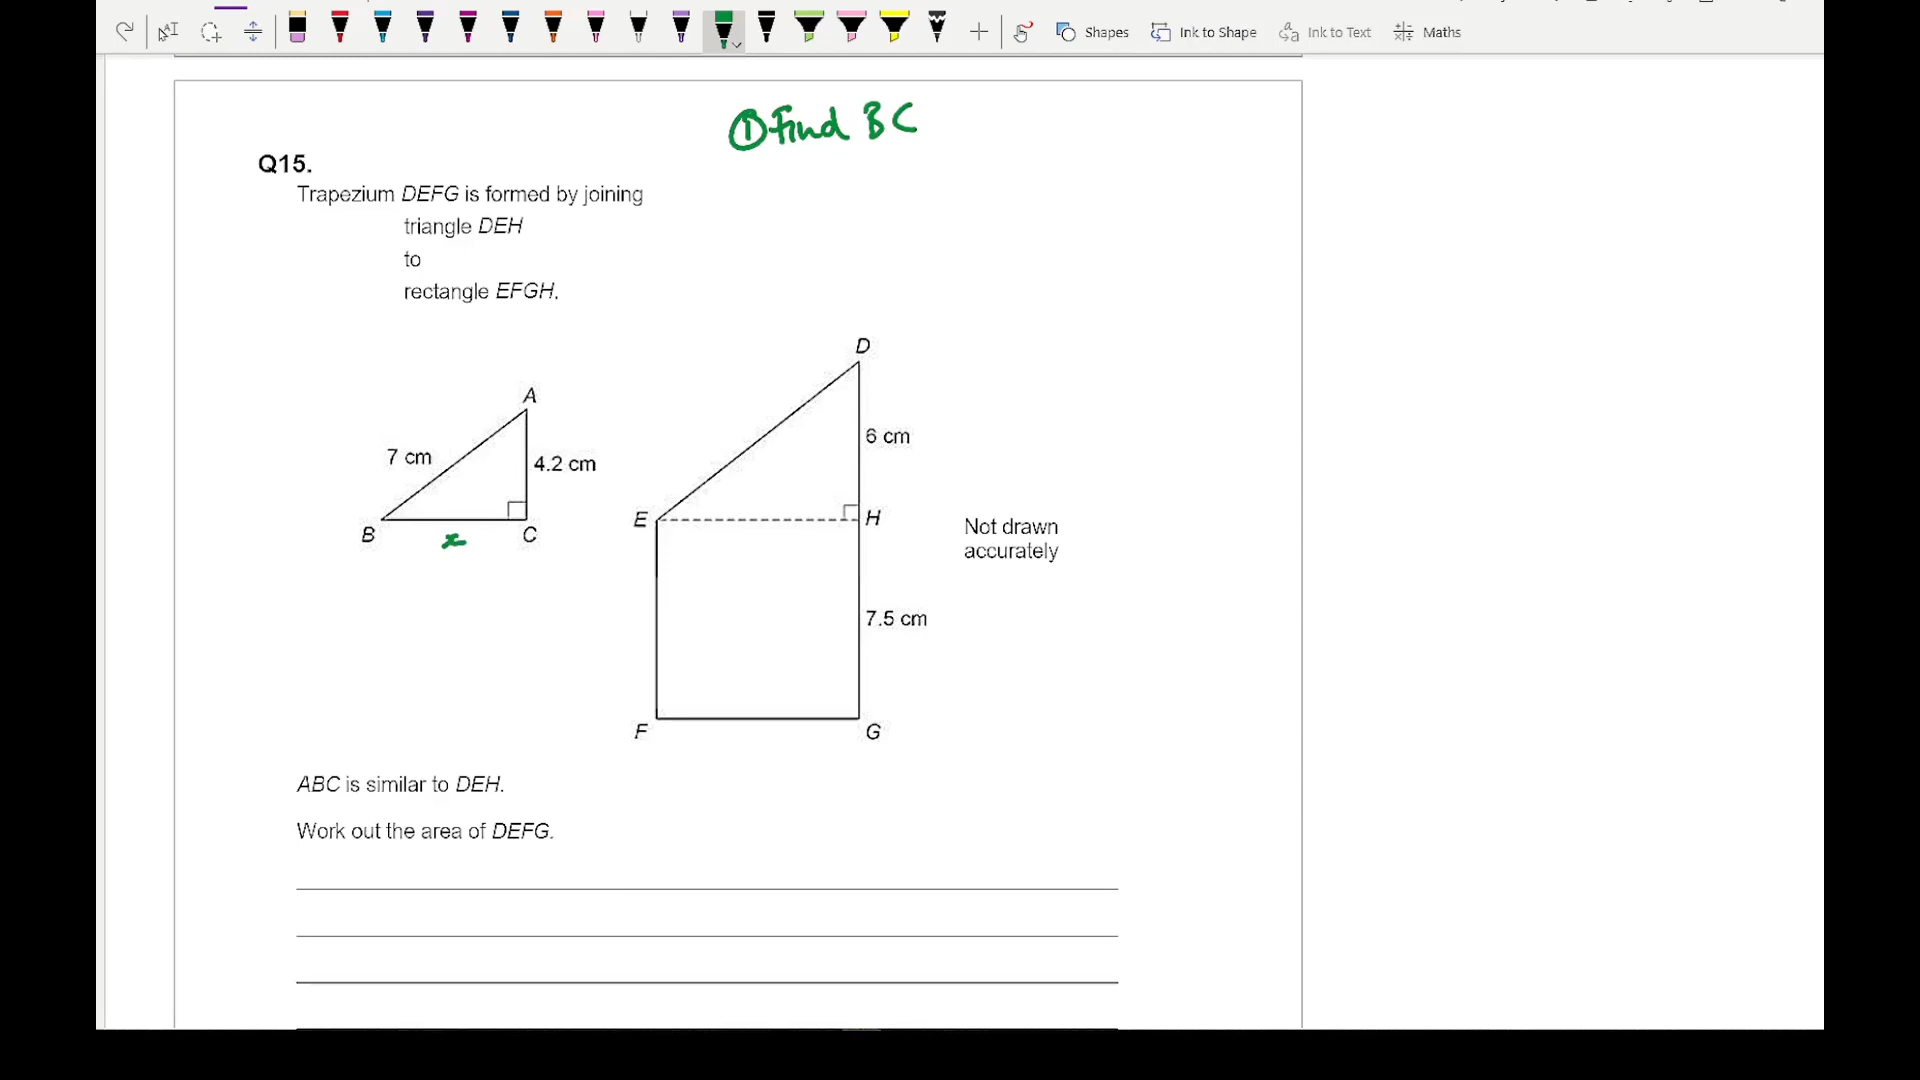 Shapes Ink to Shape Ink to Text Maths
① Find BC
Q15.
Trapezium DEFG is formed by joining
triangle DEH
to
rectangle EFGH.
D
A
6 cm
7 cm
4.2 cm
E
H
B
x
C
Not drawn
accurately
7.5 cm
F
G
ABC is similar to DEH.
Work out the area of DEFG.